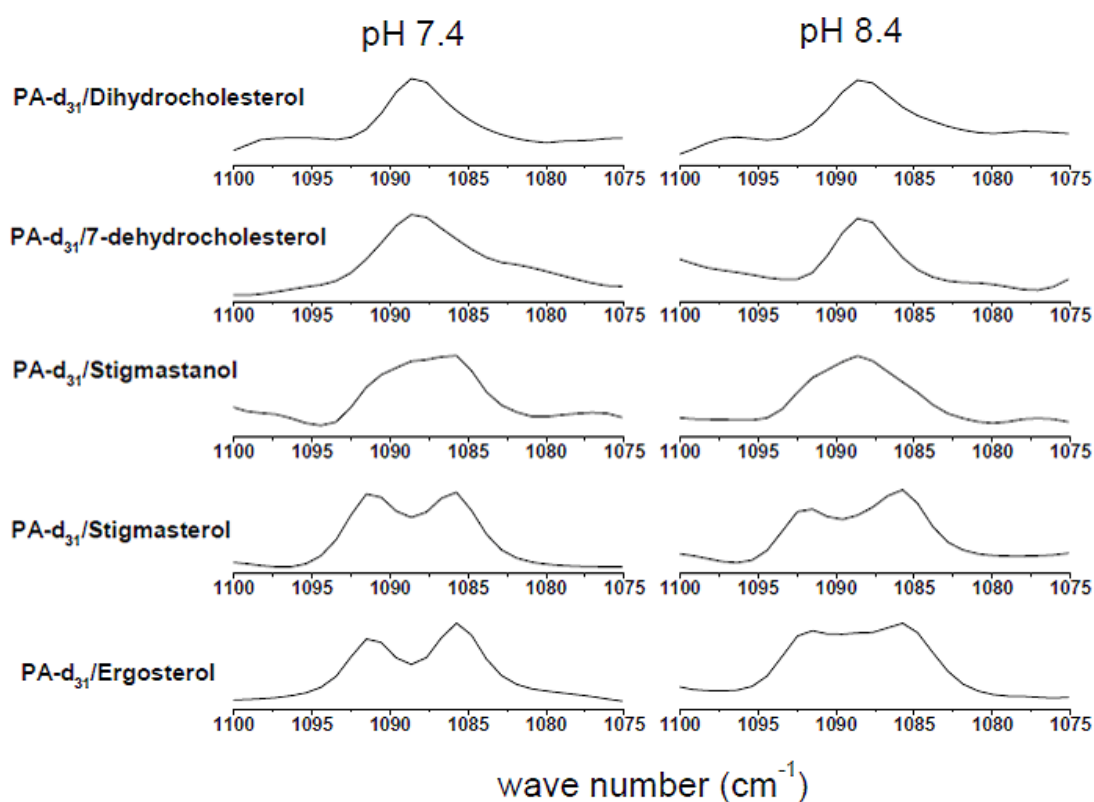 pH 7.4 pH 8.4
PA-d31/Dihydrocholesterol
1100 1095 1090 1085 1080 1075 1100 1095 1090 1085 1080 1075
PA-d31/7-dehydrocholesterol
1100 1095 1090 1085 1080 1075 1100 1095 1090 1085 1080 1075
PA-d31/Stigmastanol
1100 1095 1090 1085 1080 1075 1100 1095 1090 1085 1080 1075
PA-d31/Stigmasterol
1100 1095 1090 1085 1080 1075 1100 1095 1090 1085 1080 1075
PA-d31/Ergosterol
1100 1095 1090 1085 1080 1075 1100 1095 1090 1085 1080 1075
wave number (cm-1)